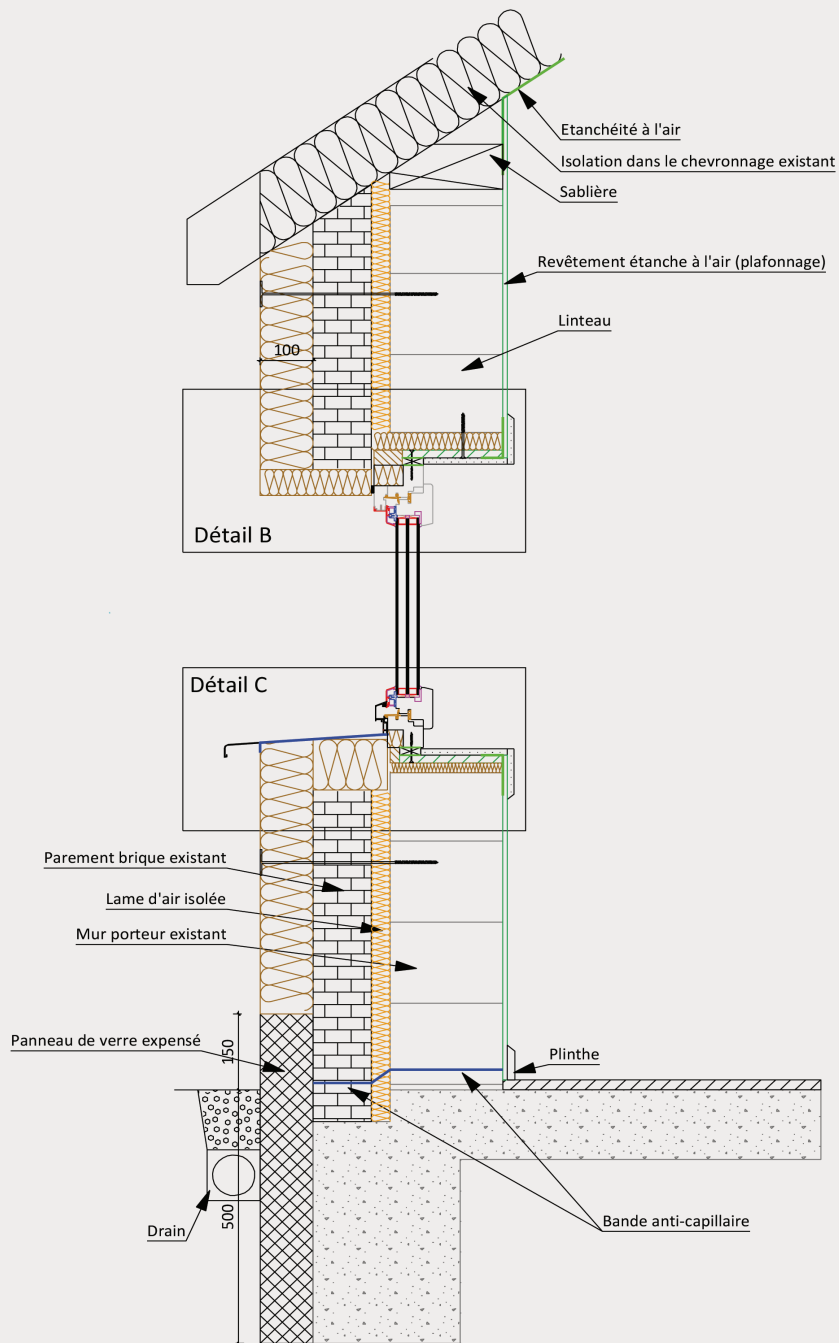 Etanchéité à l'air
Isolation dans le chevronnage existant
Sablière
Revêtement étanche à l'air (plafonnage)
Linteau
100
Détail B
Détail C
Parement brique existant
Lame d'air isolée
Mur porteur existant
Panneau de verre expensé
150
Plinthe
Drain
500
Bande anti-capillaire